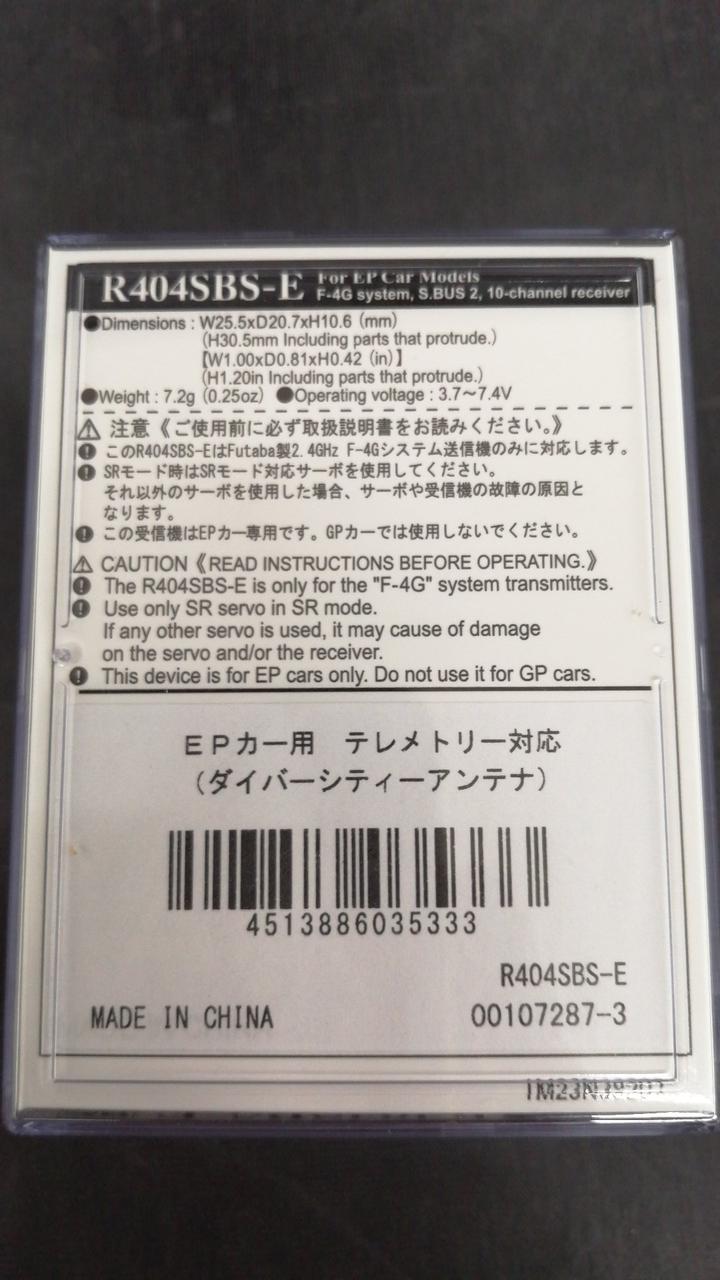 R404SBS-E For EP Car Models
F-4G system, S.BUS 2, 10-channel receiver
●Dimensions : W25.5xD20.7xH10.6 (mm)
(H30.5mm Including parts that protrude.)
【W1.00xD0.81xH0.42 (in)】
(H1.20in Including parts that protrude.)
●Weight : 7.2g (0.25oz) ●Operating voltage : 3.7~7.4V
注意《ご使用前に必ず取扱説明書をお読みください。》
このR404SBS-EはFutaba製2.4GHz F-4Gシステム送信機のみに対応します。
SRモード時はSRモード対応サーボを使用してください。
それ以外のサーボを使用した場合、サーボや受信機の故障の原因と
なります。
この受信機はEPカー専用です。GPカーでは使用しないでください。
CAUTION《READ INSTRUCTIONS BEFORE OPERATING.》
The R404SBS-E is only for the "F-4G" system transmitters.
Use only SR servo in SR mode.
If any other servo is used, it may cause of damage
on the servo and/or the receiver.
This device is for EP cars only. Do not use it for GP cars.
ＥＰカー用　テレメトリー対応
（ダイバーシティーアンテナ）
4513886035333
R404SBS-E
MADE IN CHINA 00107287-3